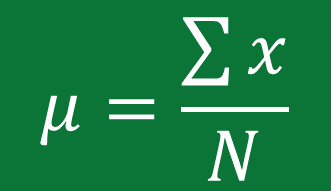 μ = ∑ x / N